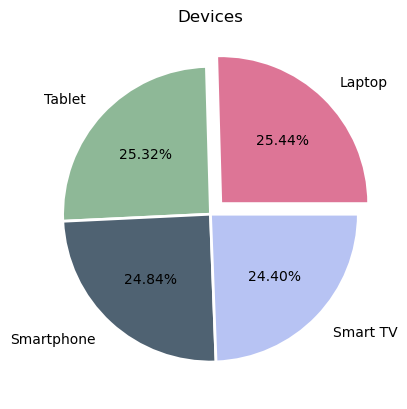 Devices
Laptop
25.44%
Tablet
25.32%
Smartphone
24.84%
Smart TV
24.40%